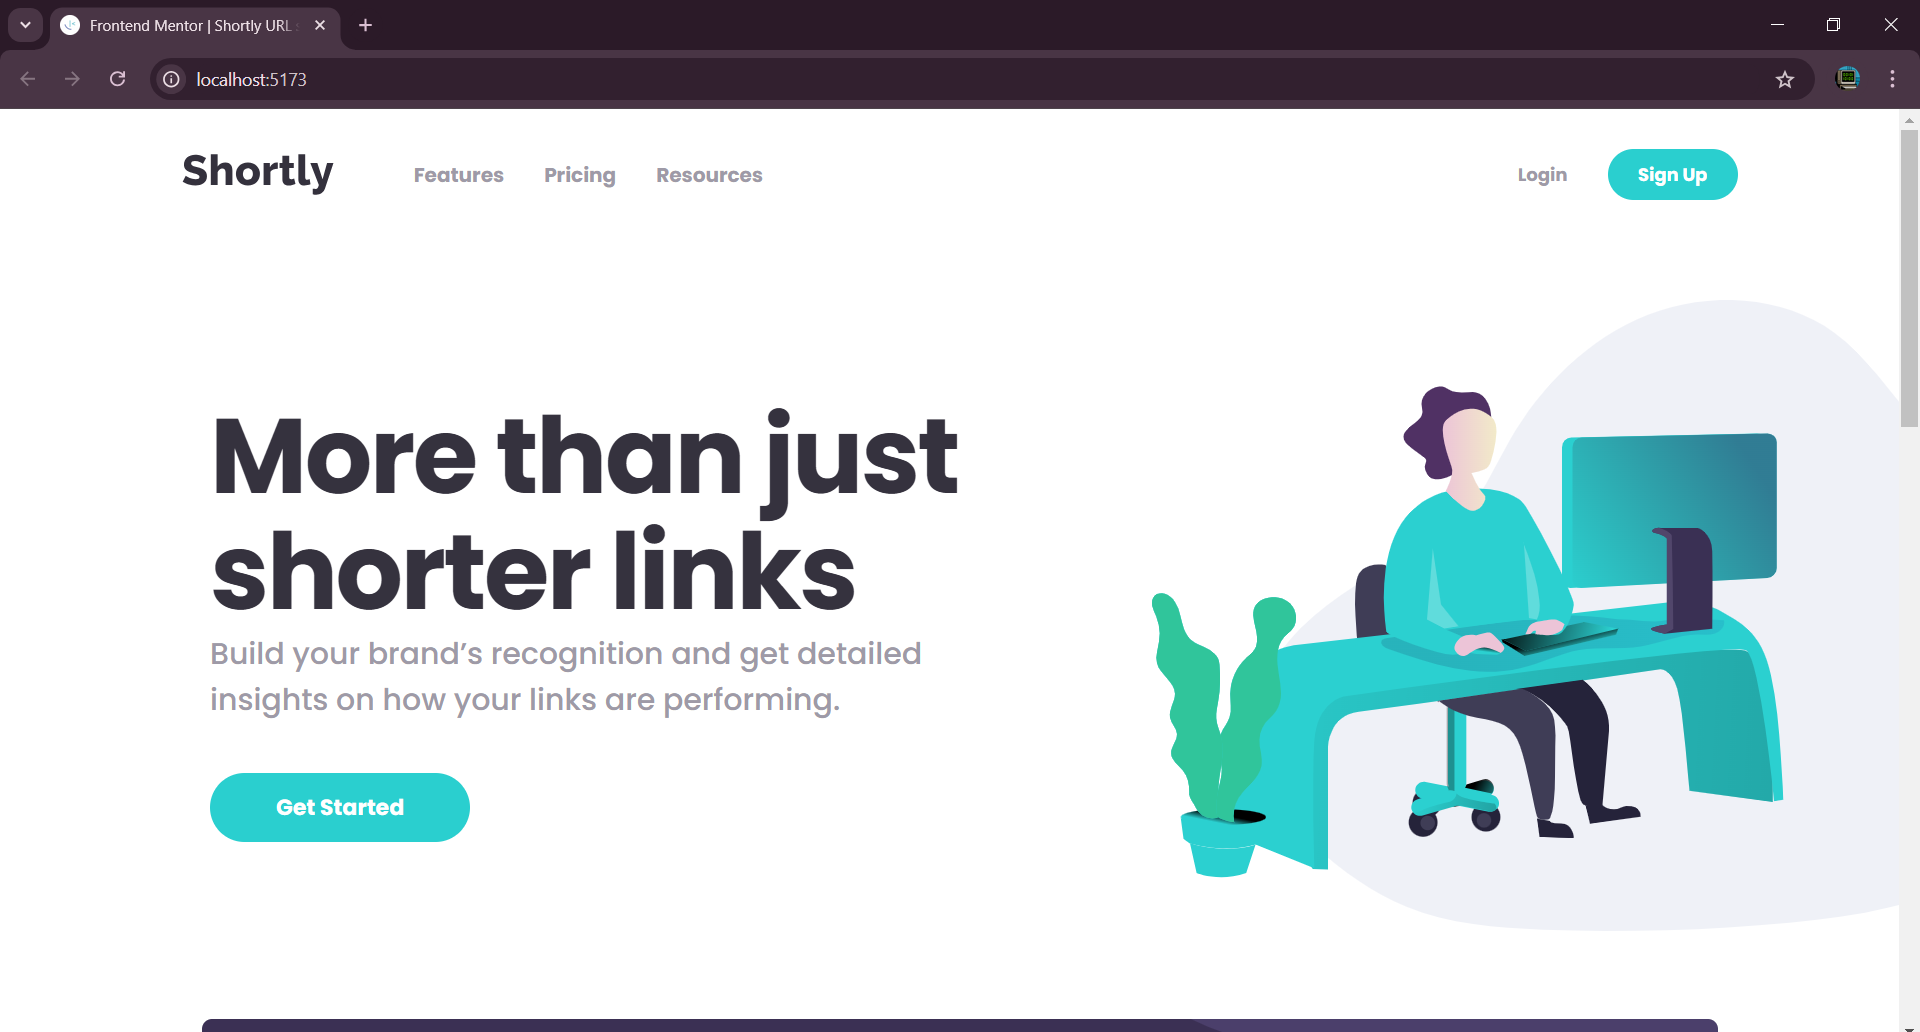 Frontend Mentor | Shortly URL
localhost:5173
Shortly
Features
Pricing
Resources
Login
Sign Up
More than just
shorter links
Build your brand’s recognition and get detailed
insights on how your links are performing.
Get Started